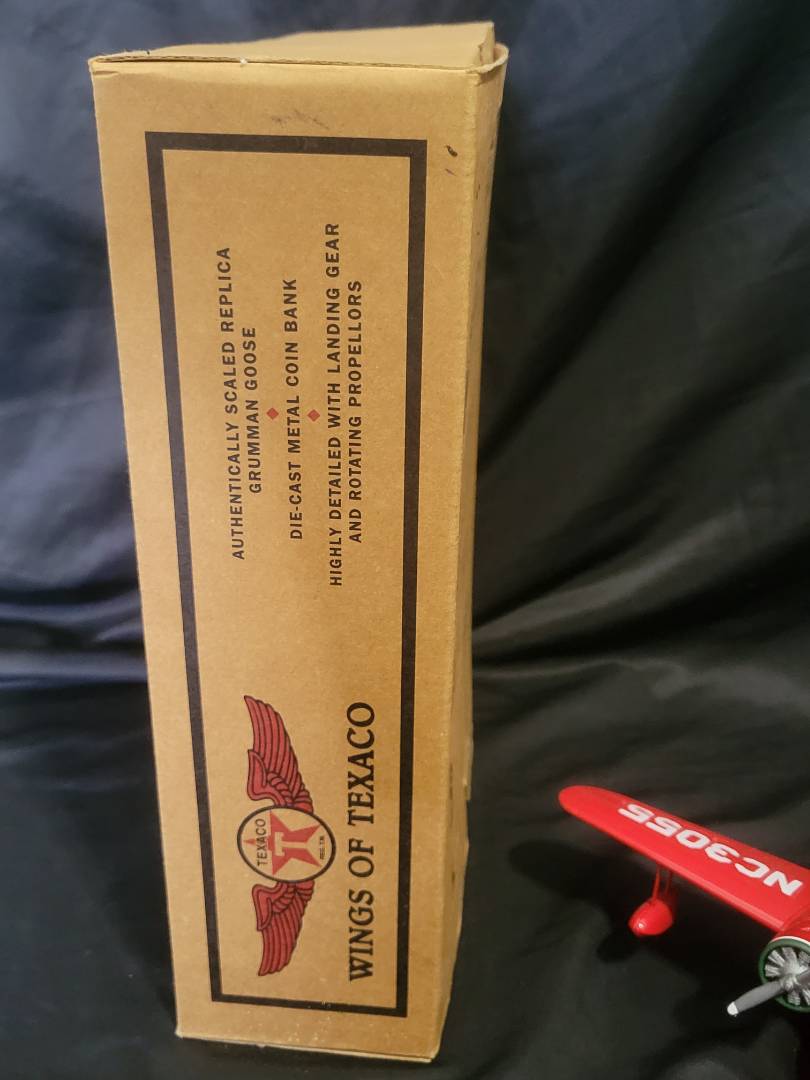 AUTHENTICALLY SCALED REPLICA
GRUMMAN GOOSE
DIE-CAST METAL COIN BANK
HIGHLY DETAILED WITH LANDING GEAR
AND ROTATING PROPELLORS
TEXACO
T
REG. T.M.
WINGS OF TEXACO
NC3055